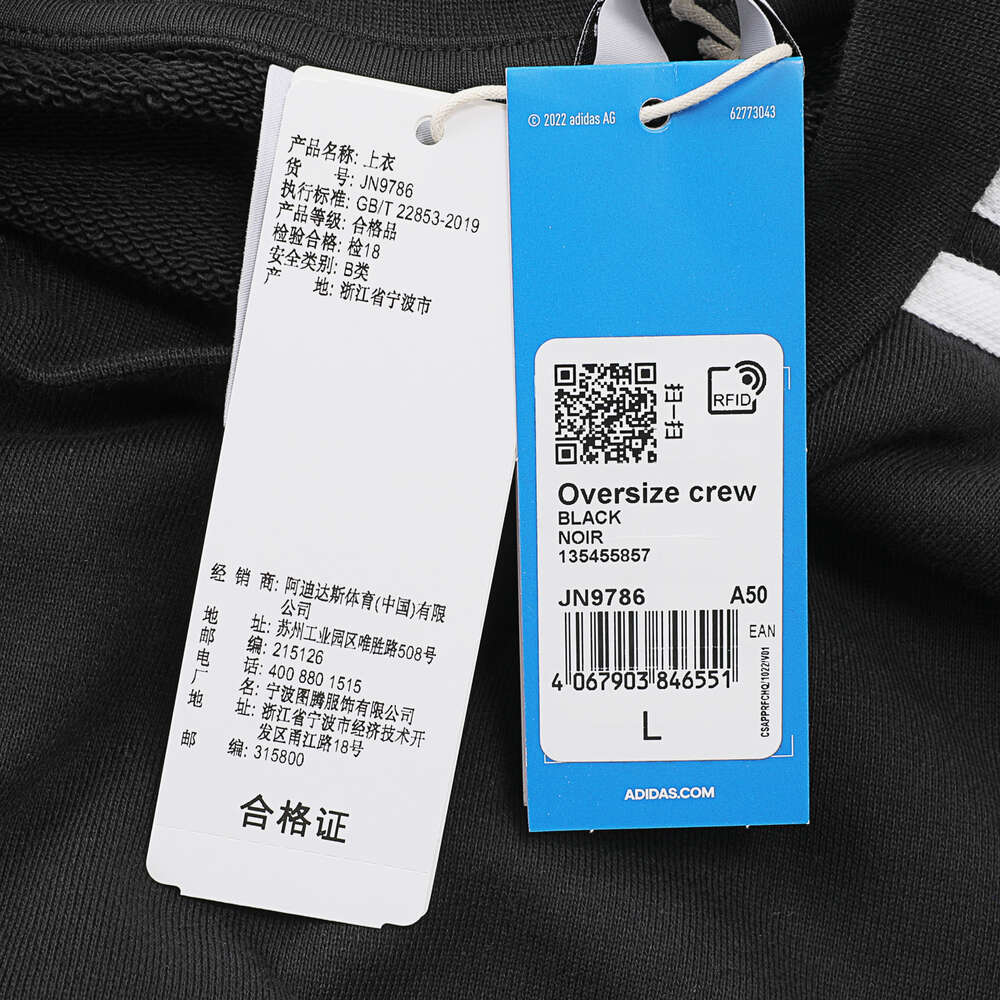 产品名称: 上衣
货 号: JN9786
执行标准: GB/T 22853-2019
产品等级: 合格品
检验合格: 检18
安全类别: B类
产 地: 浙江省宁波市
经 销 商: 阿迪达斯体育(中国)有限
公司
地 址: 苏州工业园区唯胜路508号
邮 编: 215126
电 话: 400 880 1515
厂 名: 宁波图腾服饰有限公司
地 址: 浙江省宁波市经济技术开
发区甬江路18号
邮 编: 315800
合格证
© 2022 adidas AG
62773043
扫一扫
RFID
Oversize crew
BLACK
NOIR
135455857
JN9786 A50
EAN
4 067903 846551
L
CSAPPRFCHQ/1022/V01
ADIDAS.COM